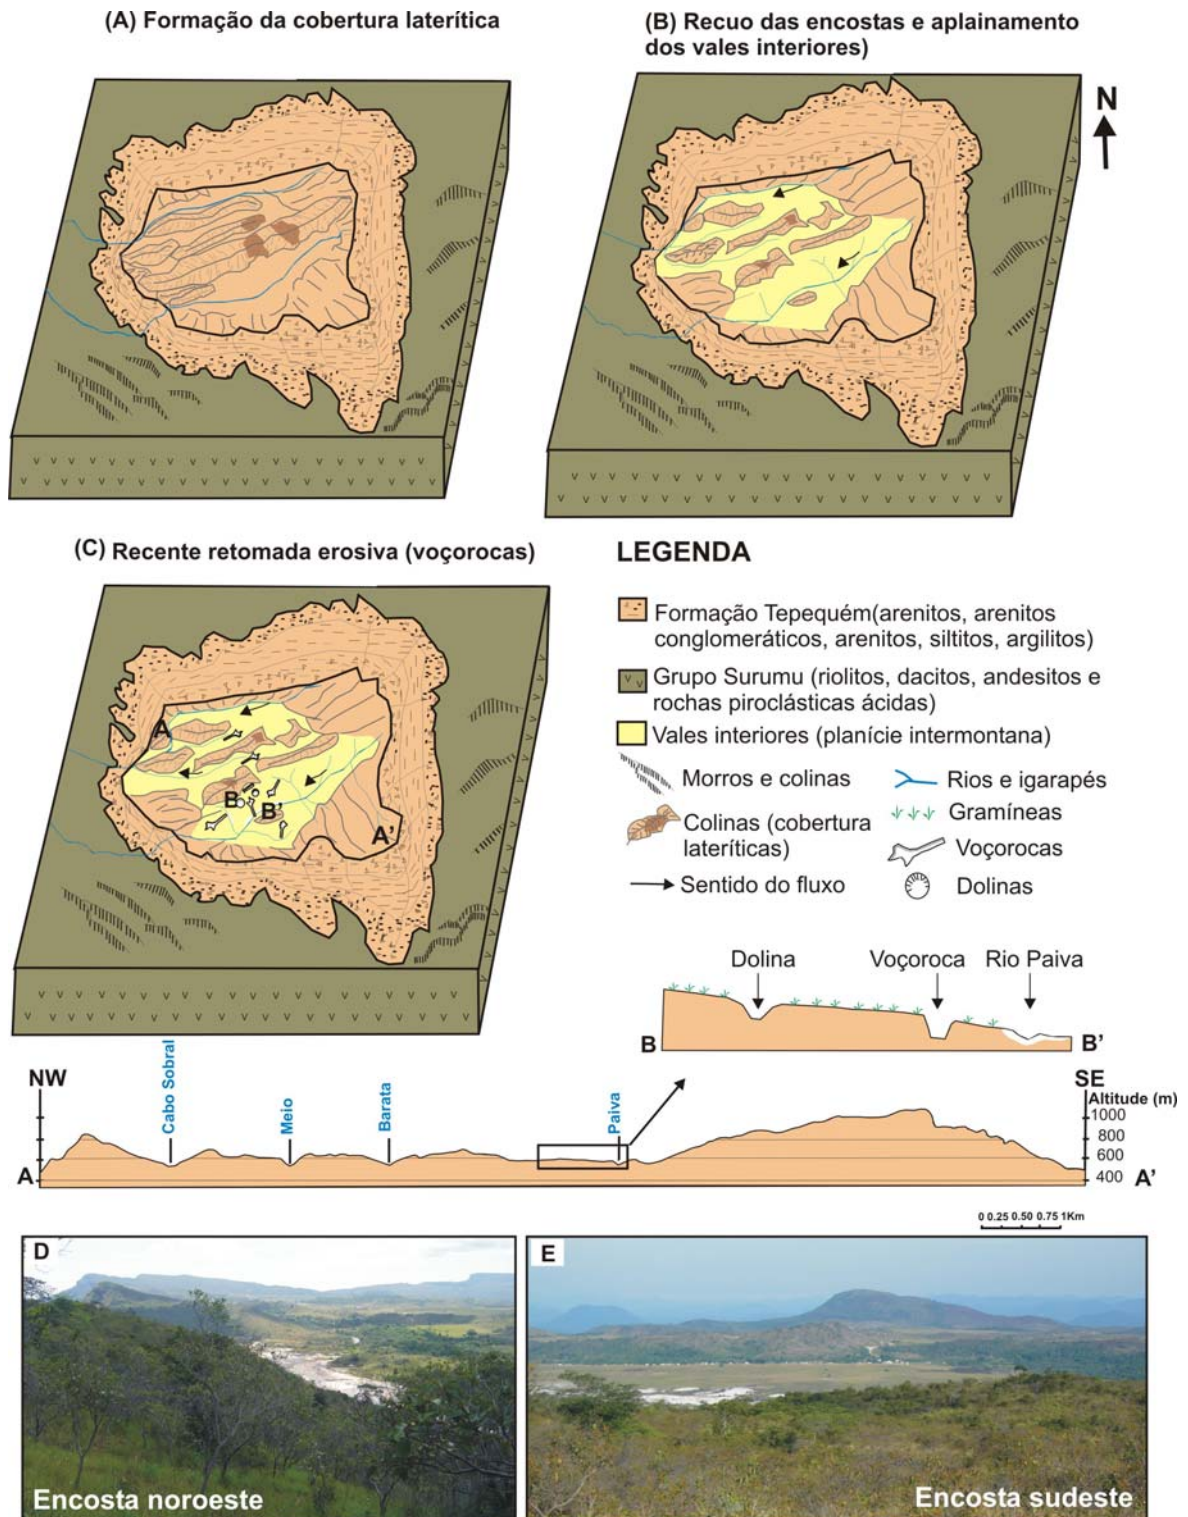 (A) Formação da cobertura laterítica
(B) Recuo das encostas e aplainamento
dos vales interiores)
N
(C) Recente retomada erosiva (voçorocas)
A
B
B'
A'
LEGENDA
Formação Tepequém(arenitos, arenitos
conglomeráticos, arenitos, siltitos, argilitos)
Grupo Surumu (riolitos, dacitos, andesitos e
rochas piroclásticas ácidas)
Vales interiores (planície intermontana)
Morros e colinas
Colinas (cobertura
lateríticas)
Sentido do fluxo
Rios e igarapés
Gramíneas
Voçorocas
Dolinas
Dolina
Voçoroca
Rio Paiva
B
B'
NW
Cabo Sobral
Meio
Barata
Paiva
SE
Altitude (m)
1000
800
600
400
A
A'
0 0.25 0.50 0.75 1Km
D
Encosta noroeste
E
Encosta sudeste